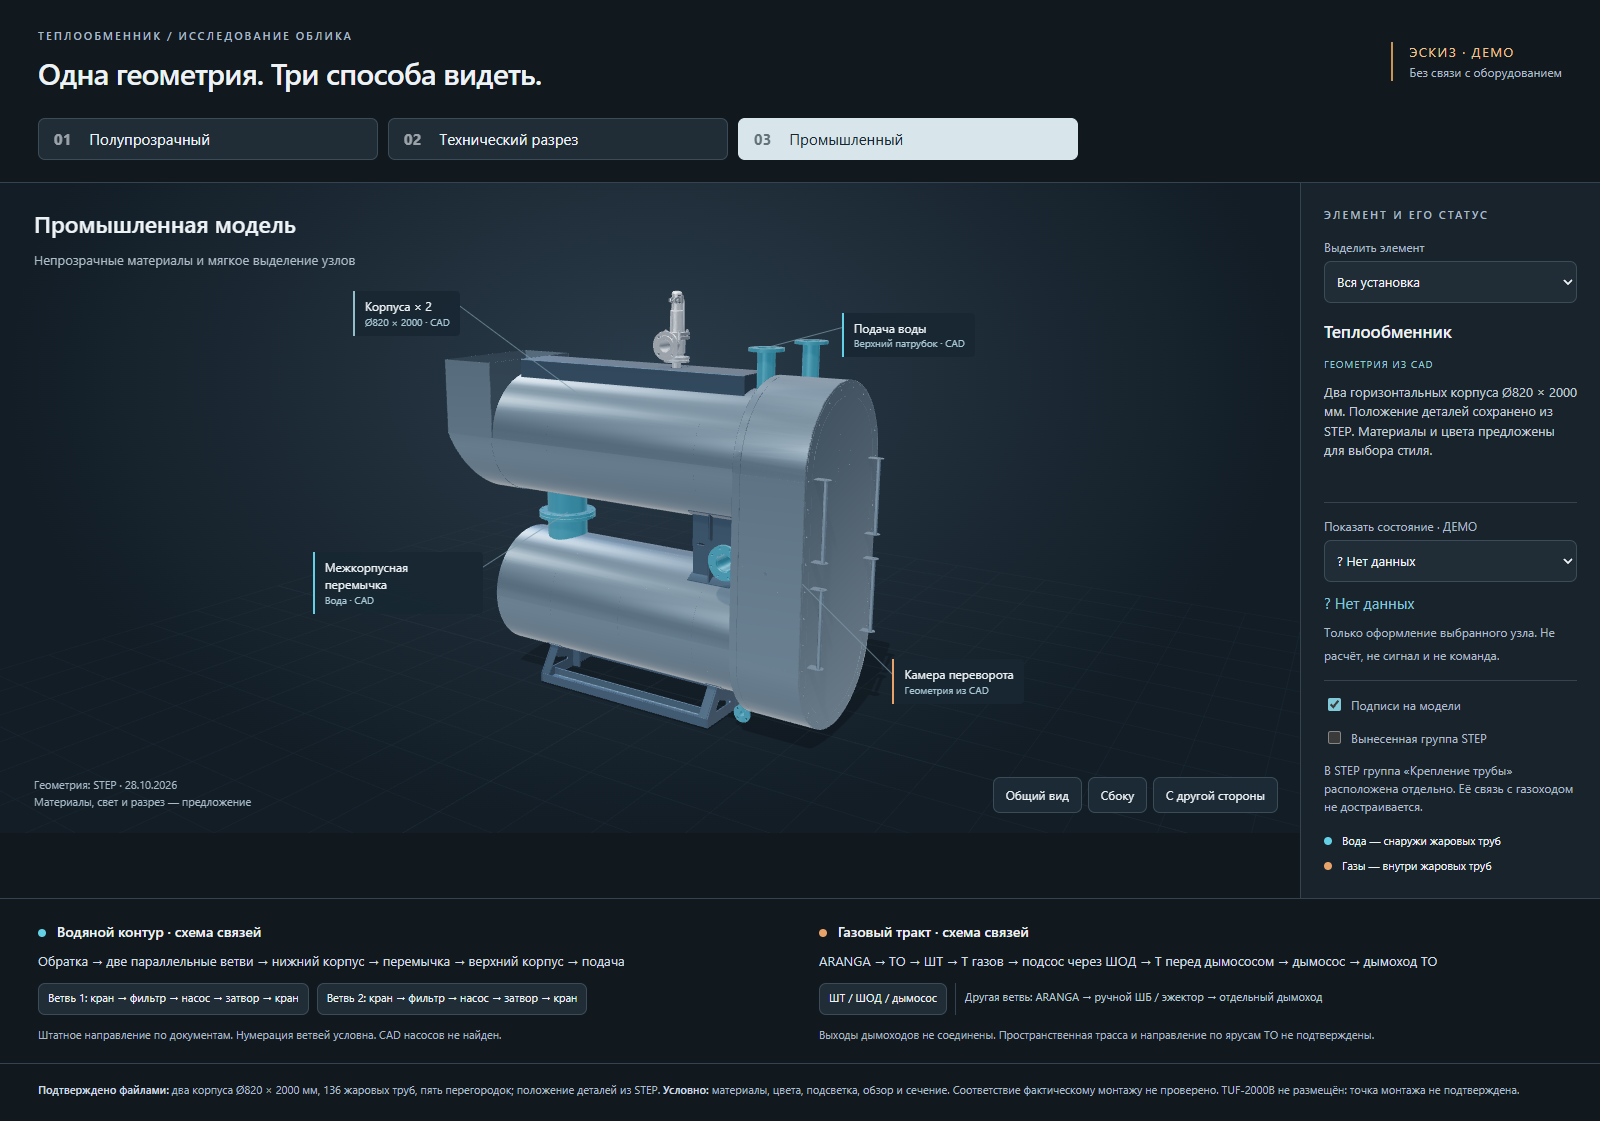 ТЕПЛООБМЕННИК / ИССЛЕДОВАНИЕ ОБЛИКА
Одна геометрия. Три способа видеть.
ЭСКИЗ · ДЕМО
Без связи с оборудованием
01 Полупрозрачный
02 Технический разрез
03 Промышленный
Промышленная модель
Непрозрачные материалы и мягкое выделение узлов
Корпуса × 2
Ø820 × 2000 · CAD
Подача воды
Верхний патрубок · CAD
Межкорпусная
перемычка
Вода · CAD
Камера переворота
Геометрия из CAD
Геометрия: STEP · 28.10.2026
Материалы, свет и разрез — предложение
Общий вид
Сбоку
С другой стороны
ЭЛЕМЕНТ И ЕГО СТАТУС
Выделить элемент
Вся установка
Теплообменник
ГЕОМЕТРИЯ ИЗ CAD
Два горизонтальных корпуса Ø820 × 2000
мм. Положение деталей сохранено из
STEP. Материалы и цвета предложены
для выбора стиля.
Показать состояние · ДЕМО
? Нет данных
? Нет данных
Только оформление выбранного узла. Не
расчёт, не сигнал и не команда.
Подписи на модели
Вынесенная группа STEP
В STEP группа «Крепление трубы»
расположена отдельно. Её связь с газоходом
не достраивается.
Вода — снаружи жаровых труб
Газы — внутри жаровых труб
Водяной контур · схема связей
Обратка → две параллельные ветви → нижний корпус → перемычка → верхний корпус → подача
Ветвь 1: кран → фильтр → насос → затвор → кран
Ветвь 2: кран → фильтр → насос → затвор → кран
Штатное направление по документам. Нумерация ветвей условна. CAD насосов не найден.
Газовый тракт · схема связей
ARANGA → ТО → ШТ → Т газов → подсос через ШОД → Т перед дымососом → дымосос → дымоход ТО
ШТ / ШОД / дымосос
Другая ветвь: ARANGA → ручной ШБ / эжектор → отдельный дымоход
Выходы дымоходов не соединены. Пространственная трасса и направление по ярусам ТО не подтверждены.
Подтверждено файлами: два корпуса Ø820 × 2000 мм, 136 жаровых труб, пять перегородок; положение деталей из STEP. Условно: материалы, цвета, подсветка, обзор и сечение. Соответствие фактическому монтажу не проверено. TUF-2000B не размещён: точка монтажа не подтверждена.